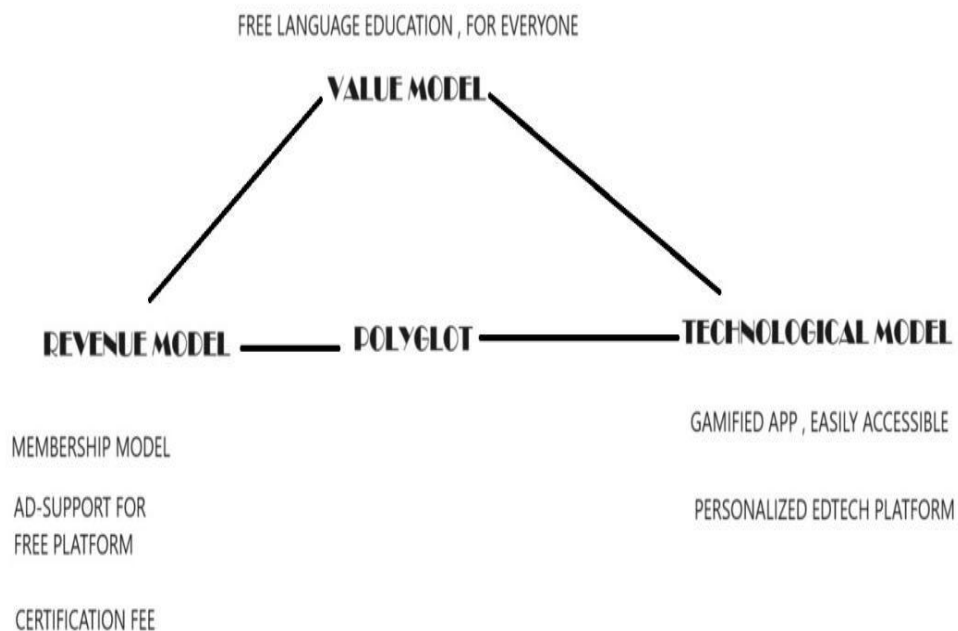 FREE LANGUAGE EDUCATION , FOR EVERYONE
VALUE MODEL
REVENUE MODEL
POLYGLOT
TECHNOLOGICAL MODEL
MEMBERSHIP MODEL
AD-SUPPORT FOR
FREE PLATFORM
CERTIFICATION FEE
GAMIFIED APP , EASILY ACCESSIBLE
PERSONALIZED EDTECH PLATFORM